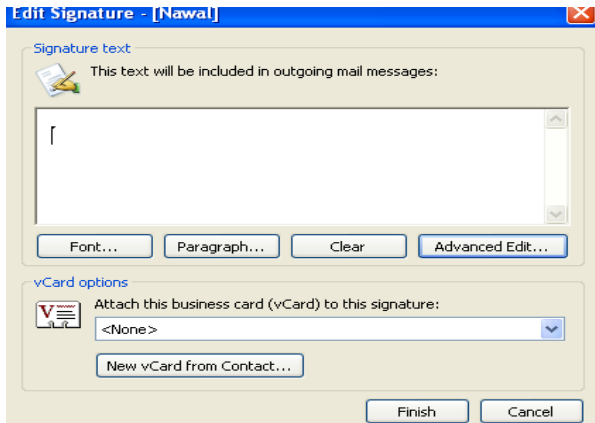 Edit Signature - [Nawal]
Signature text
This text will be included in outgoing mail messages:
Font... Paragraph... Clear Advanced Edit...
vCard options
Attach this business card (vCard) to this signature:
<None>
New vCard from Contact...
Finish Cancel